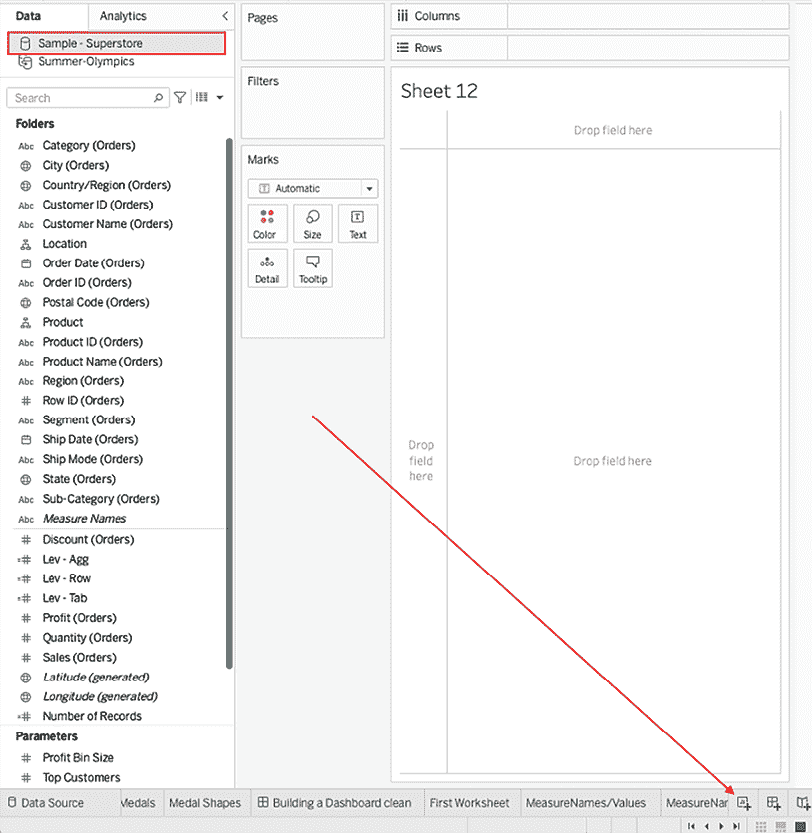 Data
Analytics
Sample - Superstore
Summer-Olympics
Search
Folders
Abc Category (Orders)
City (Orders)
Country/Region (Orders)
Abc Customer ID (Orders)
Abc Customer Name (Orders)
Location
Order Date (Orders)
Abc Order ID (Orders)
Postal Code (Orders)
Product
Abc Product ID (Orders)
Abc Product Name (Orders)
Abc Region (Orders)
# Row ID (Orders)
Abc Segment (Orders)
Ship Date (Orders)
Abc Ship Mode (Orders)
State (Orders)
Abc Sub-Category (Orders)
Abc Measure Names
# Discount (Orders)
=# Lev - Agg
=# Lev - Row
=# Lev - Tab
# Profit (Orders)
# Quantity (Orders)
# Sales (Orders)
Latitude (generated)
Longitude (generated)
=# Number of Records
Parameters
# Profit Bin Size
# Top Customers
Pages
Filters
Marks
T Automatic
Color
Size
T Text
Detail
Tooltip
Columns
Rows
Sheet 12
Drop field here
Drop
field
here
Drop field here
Data Source
Medals
Medal Shapes
Building a Dashboard clean
First Worksheet
MeasureNames/Values
MeasureNar